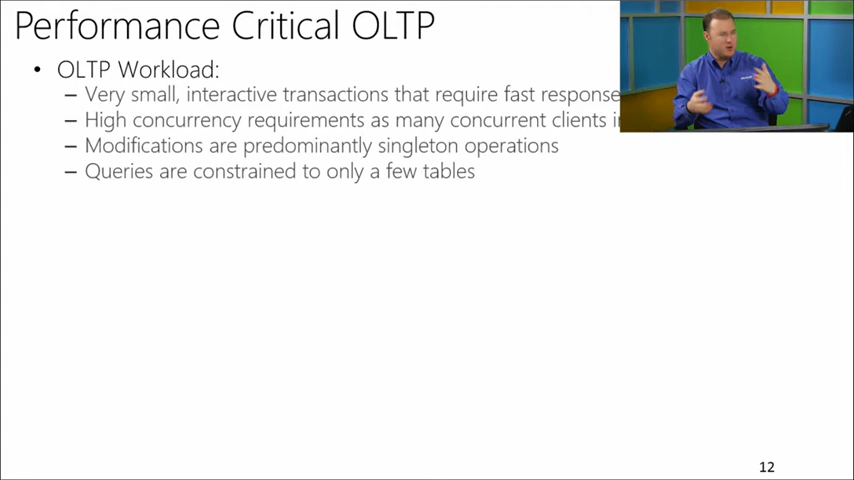 Performance Critical OLTP
• OLTP Workload:
– Very small, interactive transactions that require fast response
– High concurrency requirements as many concurrent clients
– Modifications are predominantly singleton operations
– Queries are constrained to only a few tables
12